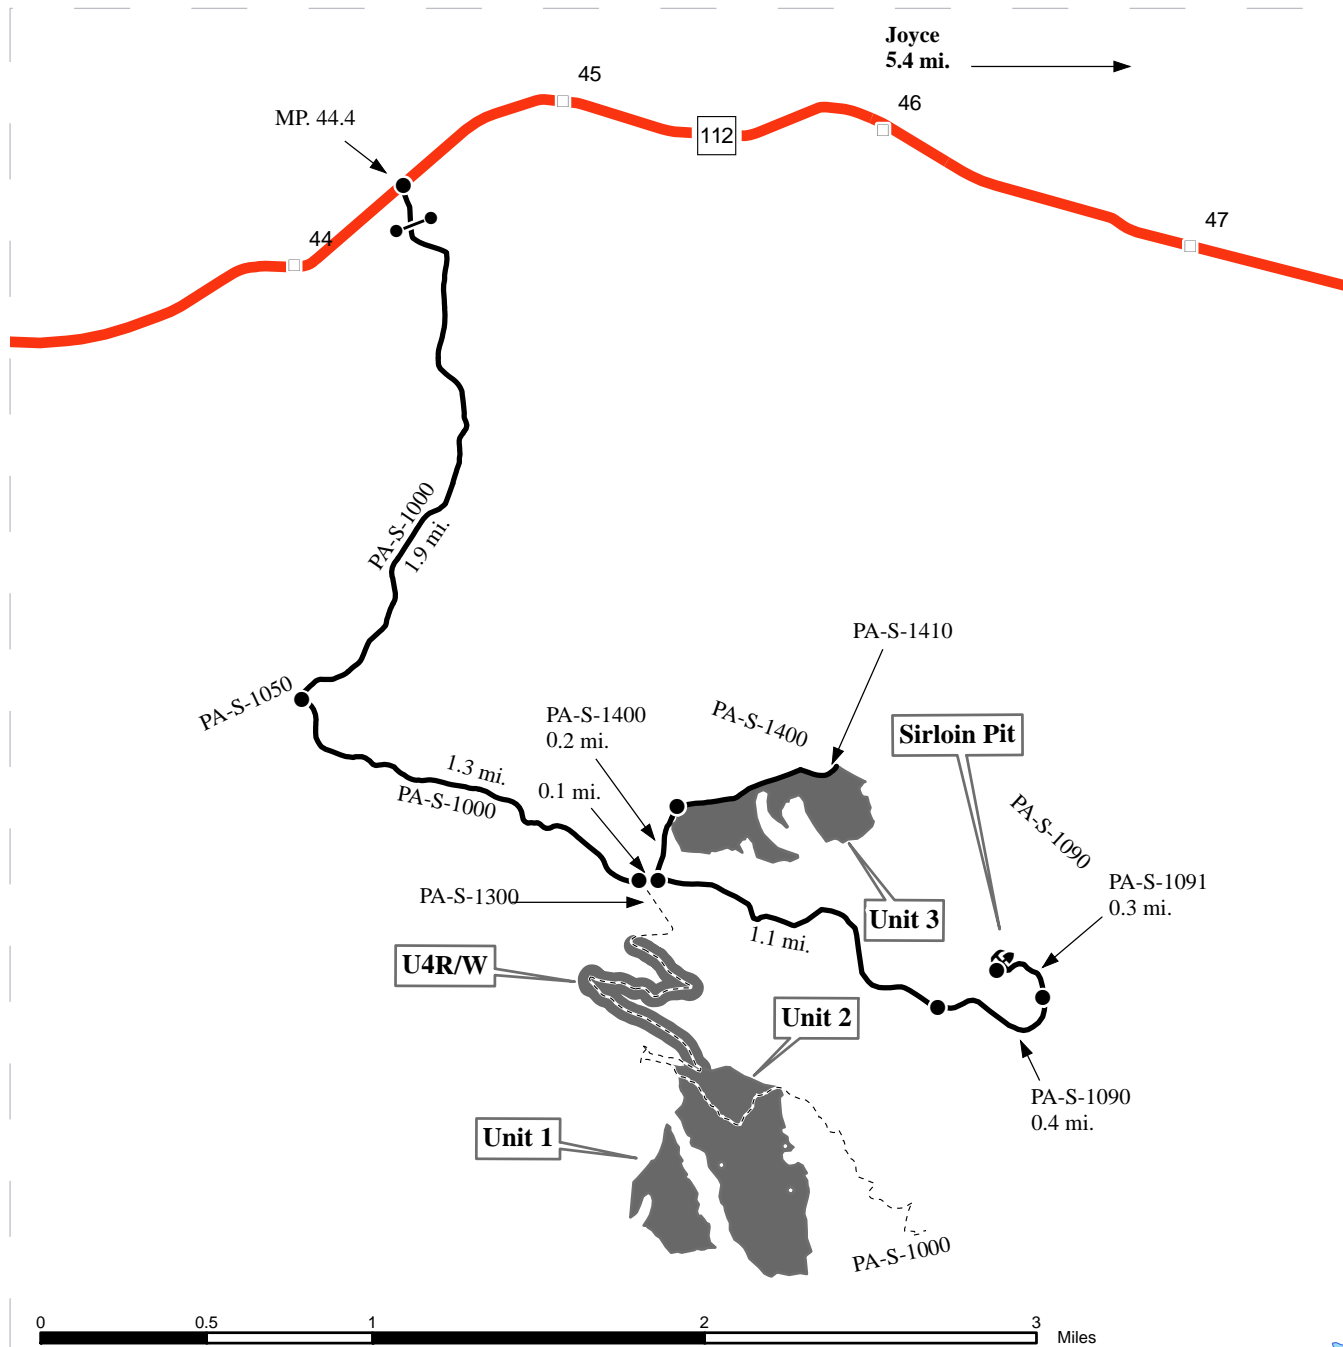 Joyce
5.4 mi.
45
46
MP. 44.4
112
47
44
PA-S-1000
1.9 mi.
PA-S-1410
PA-S-1050
PA-S-1400
0.2 mi.
PA-S-1400
Sirloin Pit
1.3 mi.
0.1 mi.
PA-S-1000
PA-S-1090
PA-S-1091
0.3 mi.
PA-S-1300
Unit 3
1.1 mi.
U4R/W
Unit 2
PA-S-1090
0.4 mi.
Unit 1
PA-S-1000
0
0.5
1
2
3
Miles